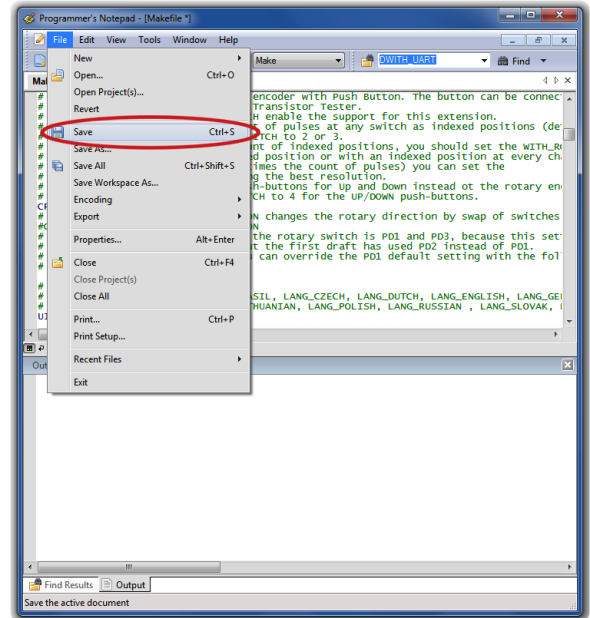 Programmer's Notepad - [Makefile *]
File Edit View Tools Window Help
Make DWITH_UART Find
New
Open... Ctrl+O
Open Project(s)...
Revert
Save Ctrl+S
Save As...
Save All Ctrl+Shift+S
Save Workspace As...
Encoding
Export
Properties... Alt+Enter
Close Ctrl+F4
Close Project(s)
Close All
Print... Ctrl+P
Print Setup...
Recent Files
Exit
encoder with Push Button. The button can be connec
Transistor Tester.
H enable the support for this extension.
of pulses at any switch as indexed positions (de
ITCH to 2 or 3.
nt of indexed positions, you should set the WITH_R
ed position or with an indexed position at every ch
times the count of pulses) you can set the
g the best resolution.
h-buttons for Up and Down instead ot the rotary en
CH to 4 for the UP/DOWN push-buttons.
ON changes the rotary direction by swap of switches
ON
the rotary switch is PD1 and PD3, because this set
t the first draft has used PD2 instead of PD1.
can override the PD1 default setting with the fol
SIL, LANG_CZECH, LANG_DUTCH, LANG_ENGLISH, LANG_GE
HUANIAN, LANG_POLISH, LANG_RUSSIAN , LANG_SLOVAK,
UI
Out
Find Results Output
Save the active document